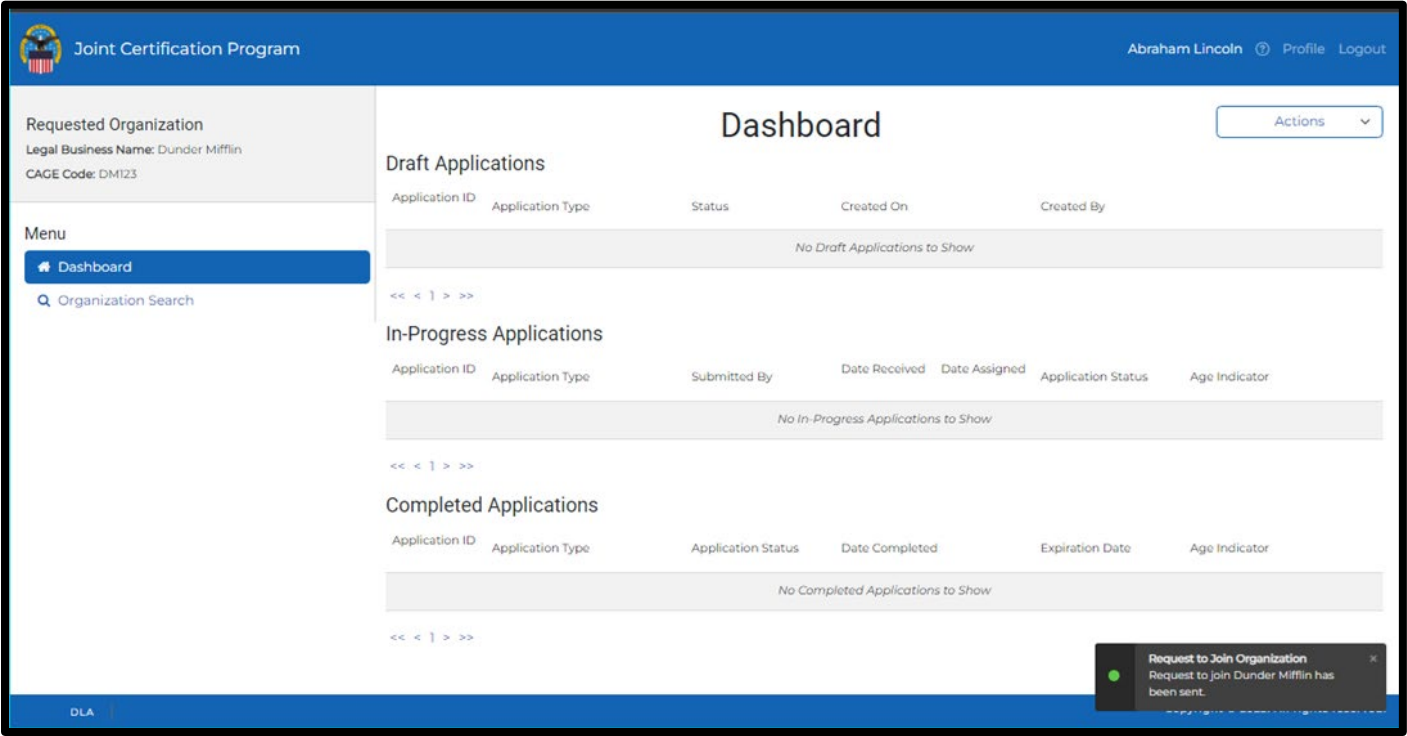 Joint Certification Program
Abraham Lincoln Profile Logout
Requested Organization
Legal Business Name: Dunder Mifflin
CAGE Code: DM123
Menu
Dashboard
Organization Search
Dashboard
Actions
Draft Applications
Application ID Application Type Status Created On Created By
No Draft Applications to Show
<< < 1 > >>
In-Progress Applications
Application ID Application Type Submitted By Date Received Date Assigned Application Status Age Indicator
No In-Progress Applications to Show
<< < 1 > >>
Completed Applications
Application ID Application Type Application Status Date Completed Expiration Date Age Indicator
No Completed Applications to Show
<< < 1 > >>
Request to Join Organization ×
Request to join Dunder Mifflin has
been sent.
DLA